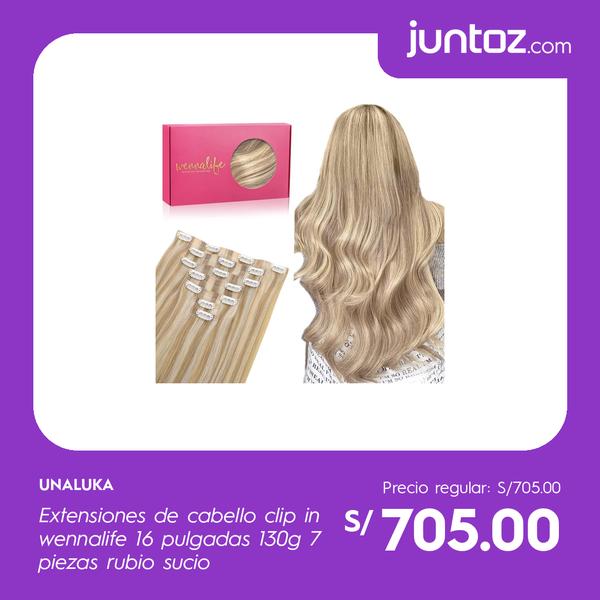 juntoz.com
wennalife
UNALUKA
Extensiones de cabello clip in
wennalife 16 pulgadas 130g 7
piezas rubio sucio
Precio regular: S/705.00
S/ 705.00